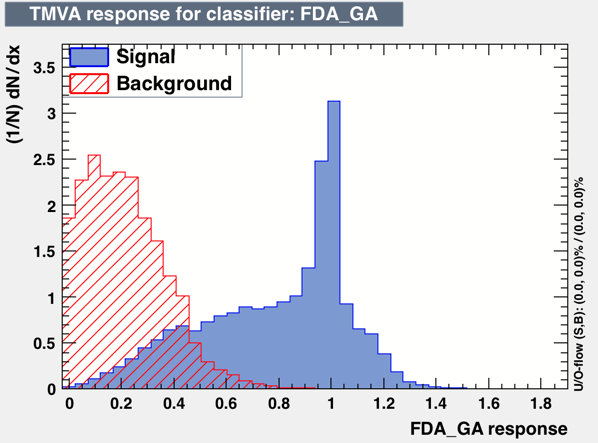 TMVA response for classifier: FDA_GA
(1/N) dN/dx
Signal
Background
3.5
3
2.5
2
1.5
1
0.5
0
0 0.2 0.4 0.6 0.8 1 1.2 1.4 1.6 1.8
FDA_GA response
U/O-flow (S,B): (0.0, 0.0)% / (0.0, 0.0)%